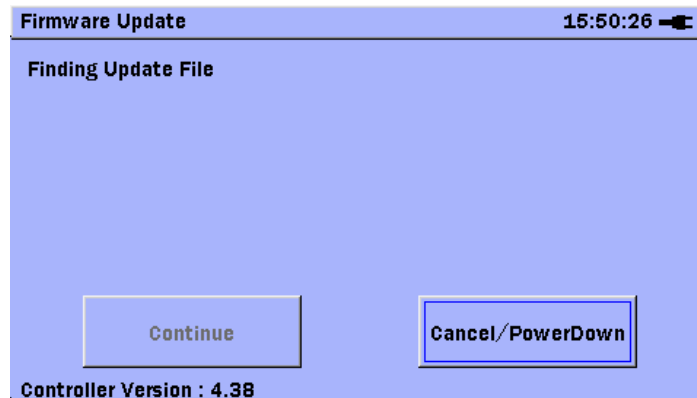 Firmware Update 15:50:26
Finding Update File
Continue Cancel/PowerDown
Controller Version : 4.38